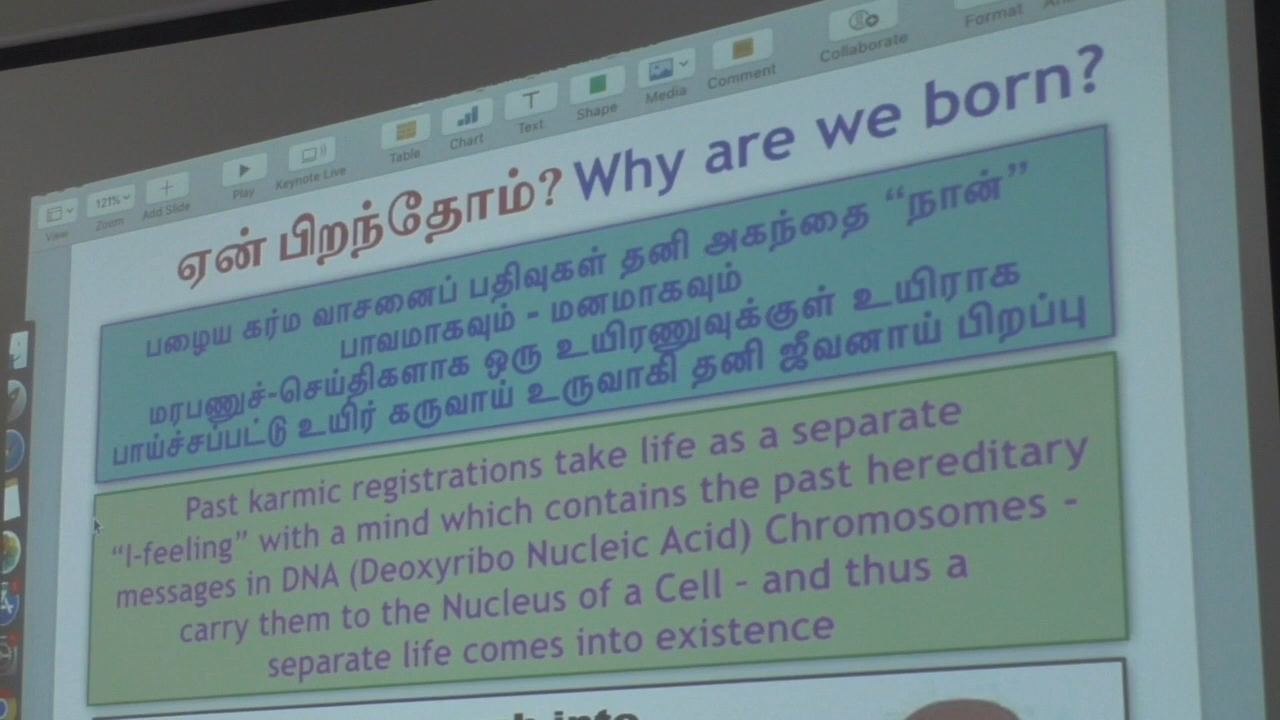 Collaborate
Format
View
121%
Zoom
Add Slide
Play
Keynote Live
Table
Chart
Text
Shape
Media
Comment
ஏன் பிறந்தோம்? Why are we born?
பழைய கர்ம வாசனைப் பதிவுகள் தனி அகந்தை “நான்”
பாவமாகவும் - மனமாகவும்
மரபணுச்-செய்திகளாக ஒரு உயிரணுவுக்குள் உயிராக
பாய்ச்சப்பட்டு உயிர் கருவாய் உருவாகி தனி ஜீவனாய் பிறப்பு
Past karmic registrations take life as a separate
“I-feeling” with a mind which contains the past hereditary
messages in DNA (Deoxyribo Nucleic Acid) Chromosomes -
carry them to the Nucleus of a Cell - and thus a
separate life comes into existence